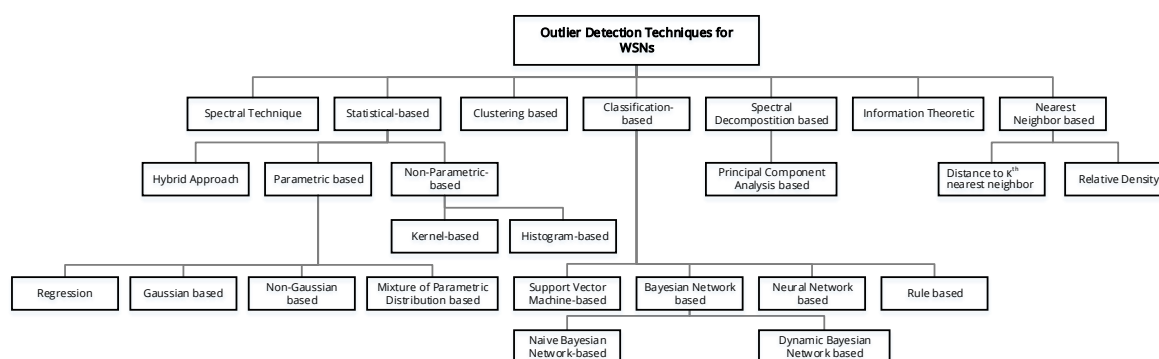 Outlier Detection Techniques for
WSNs
Spectral Technique
Statistical-based
Clustering based
Classification-
based
Spectral
Decompostition based
Information Theoretic
Nearest
Neighbor based
Hybrid Approach
Parametric based
Non-Parametric-
based
Principal Component
Analysis based
Distance to κth
nearest neighbor
Relative Density
Kernel-based
Histogram-based
Regression
Gaussian based
Non-Gaussian
based
Mixture of Parametric
Distribution based
Support Vector
Machine-based
Bayesian Network
based
Neural Network
based
Rule based
Naive Bayesian
Network-based
Dynamic Bayesian
Network based